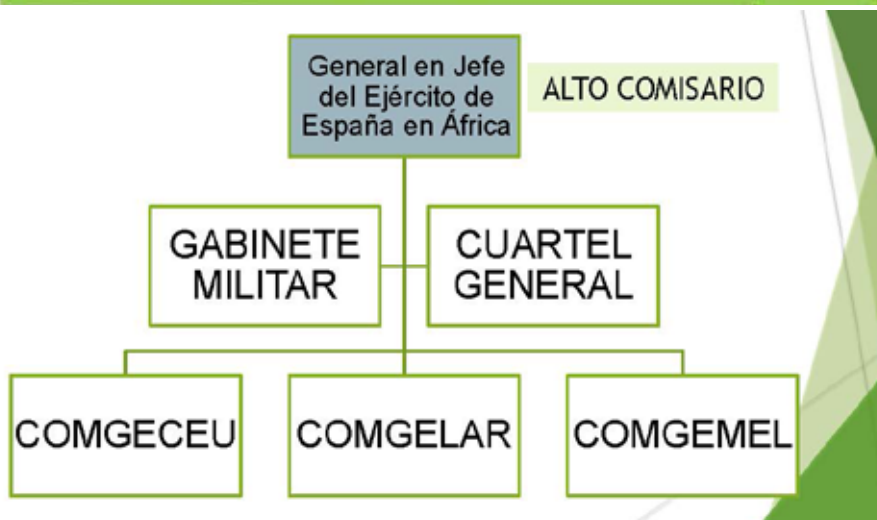 General en Jefe
del Ejército de
España en África
ALTO COMISARIO
GABINETE
MILITAR
CUARTEL
GENERAL
COMGECEU
COMGELAR
COMGEMEL